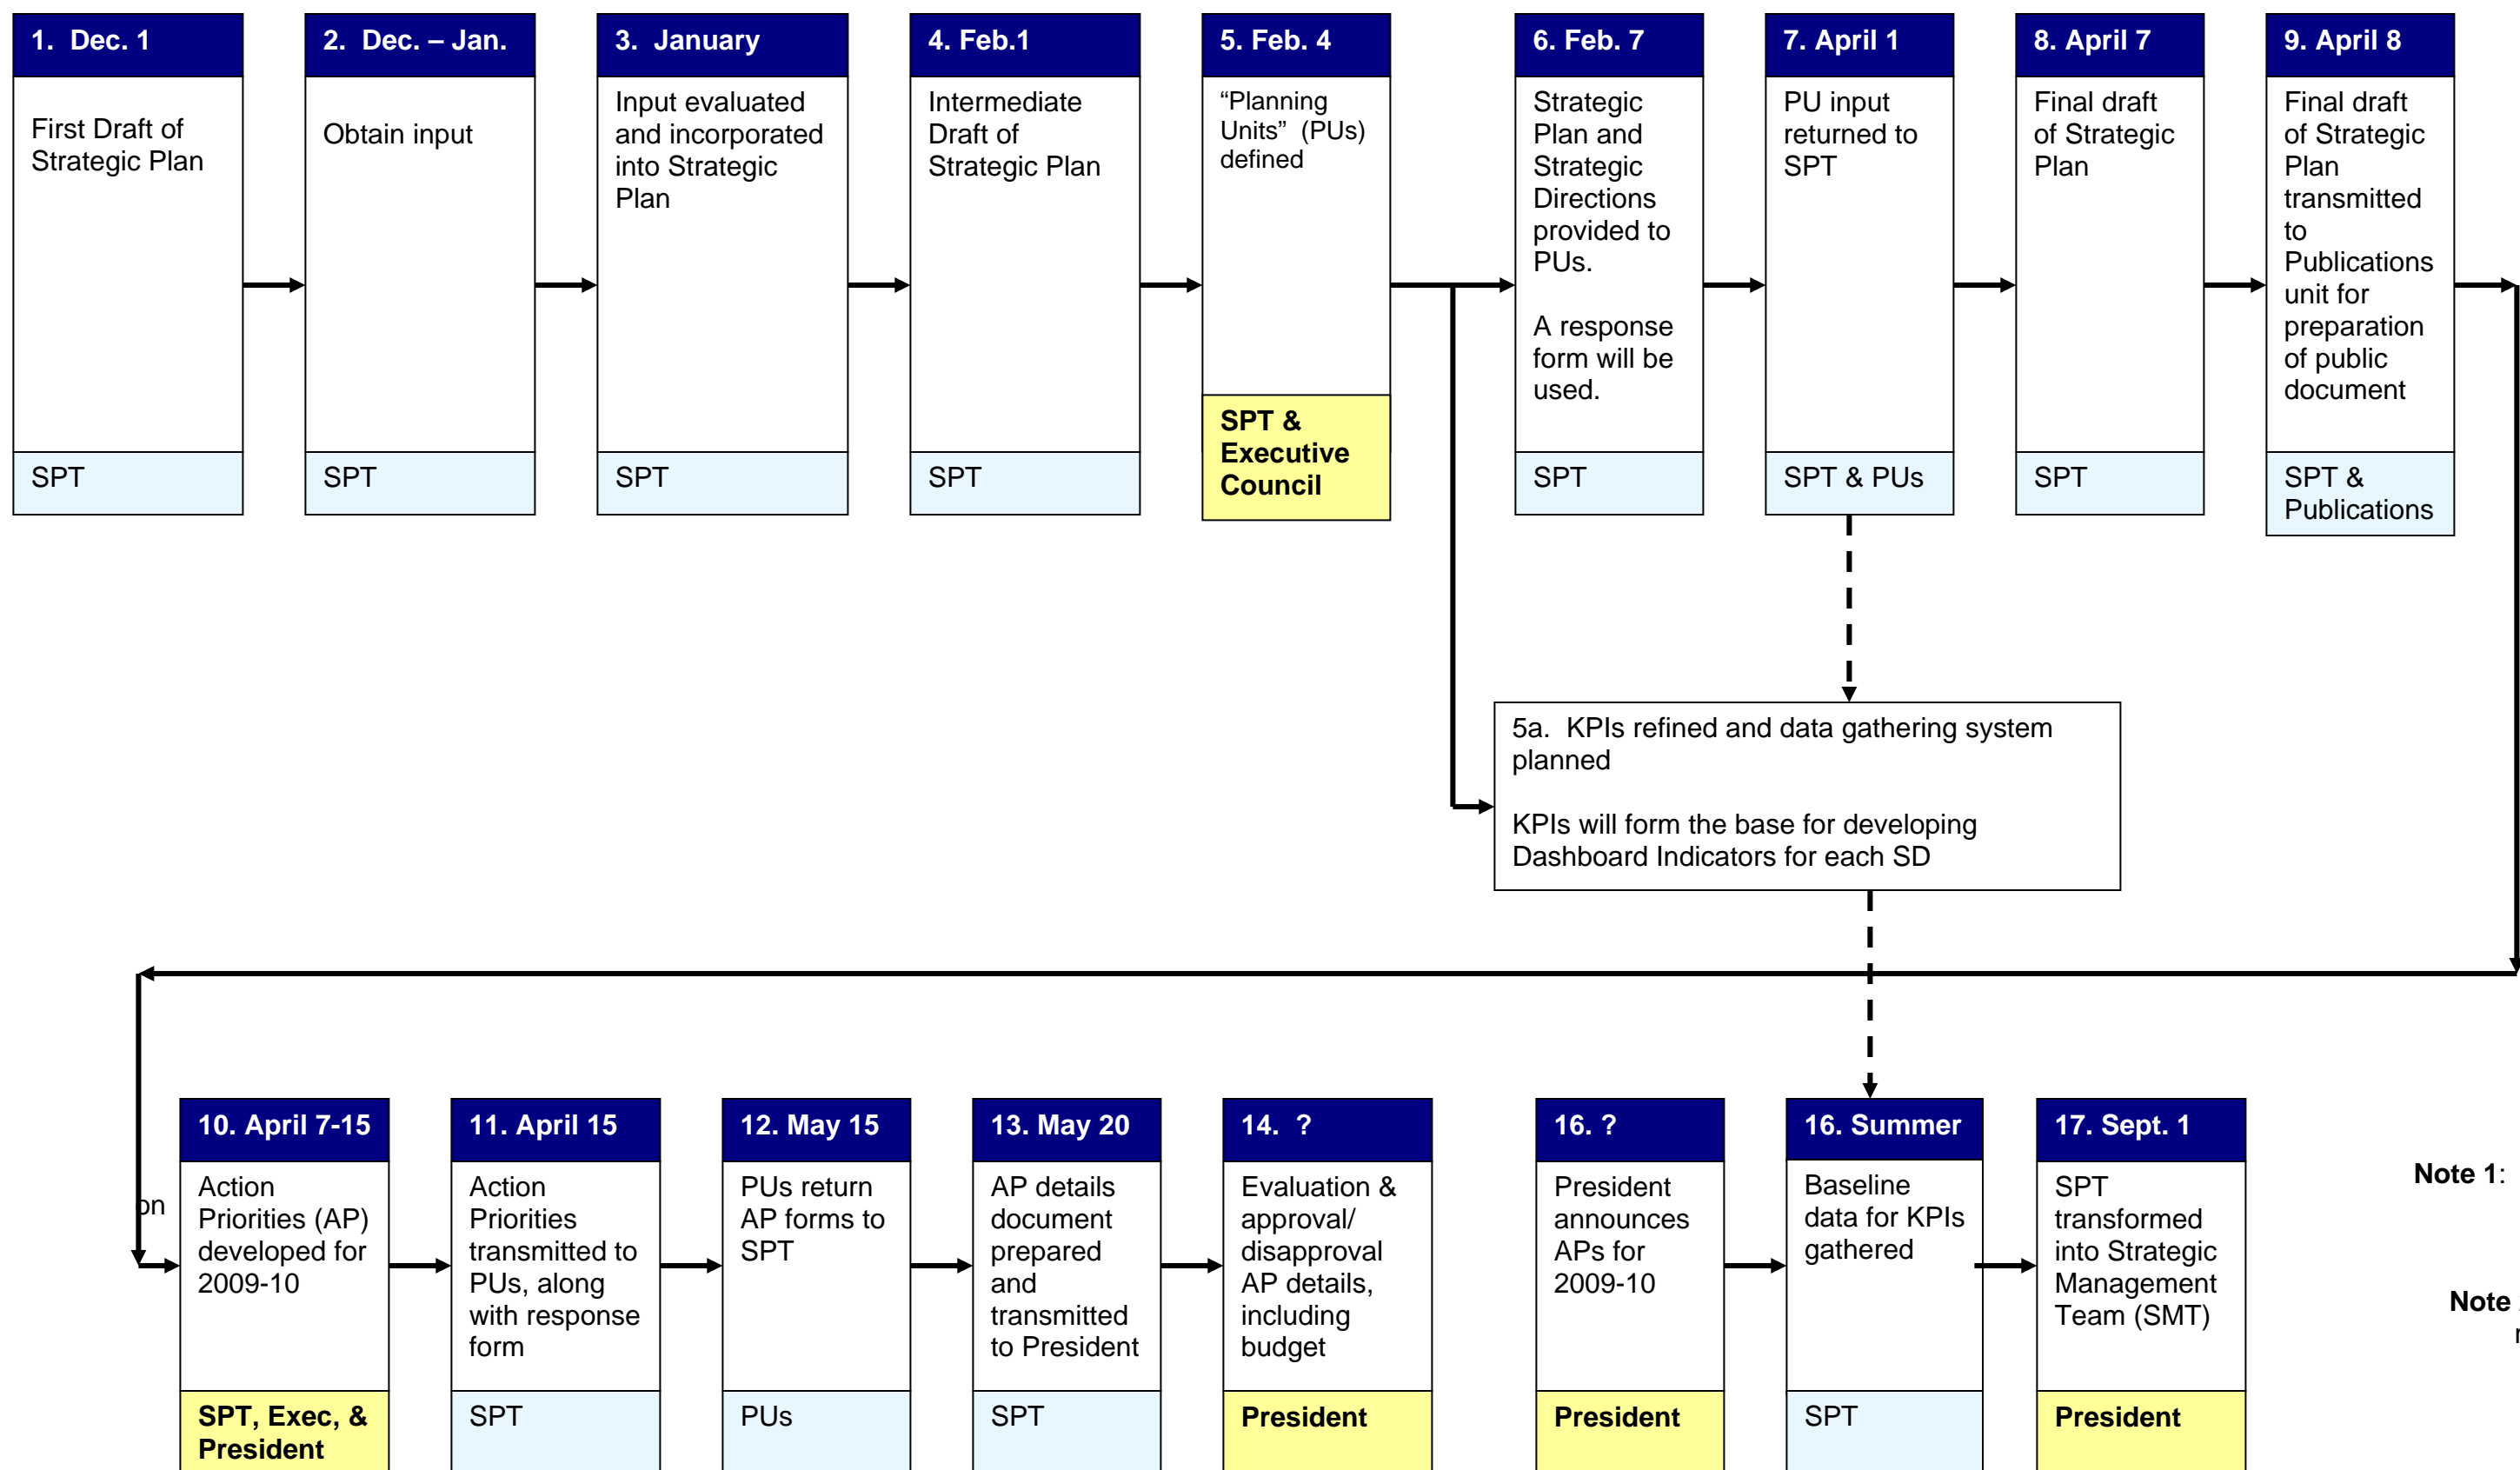 1. Dec. 1
First Draft of
Strategic Plan
SPT
2. Dec. – Jan.
Obtain input
SPT
3. January
Input evaluated
and incorporated
into Strategic
Plan
SPT
4. Feb.1
Intermediate
Draft of
Strategic Plan
SPT
5. Feb. 4
“Planning
Units” (PUs)
defined
SPT &
Executive
Council
6. Feb. 7
Strategic
Plan and
Strategic
Directions
provided to
PUs.
A response
form will be
used.
SPT
7. April 1
PU input
returned to
SPT
SPT & PUs
8. April 7
Final draft
of Strategic
Plan
SPT
9. April 8
Final draft
of Strategic
Plan
transmitted
to
Publications
unit for
preparation
of public
document
SPT &
Publications
5a. KPIs refined and data gathering system
planned
KPIs will form the base for developing
Dashboard Indicators for each SD
on
10. April 7-15
Action
Priorities (AP)
developed for
2009-10
SPT, Exec, &
President
11. April 15
Action
Priorities
transmitted to
PUs, along
with response
form
SPT
12. May 15
PUs return
AP forms to
SPT
PUs
13. May 20
AP details
document
prepared
and
transmitted
to President
SPT
14. ?
Evaluation &
approval/
disapproval
AP details,
including
budget
President
16. ?
President
announces
APs for
2009-10
President
16. Summer
Baseline
data for KPIs
gathered
SPT
17. Sept. 1
SPT
transformed
into Strategic
Management
Team (SMT)
President
Note 1:
Note